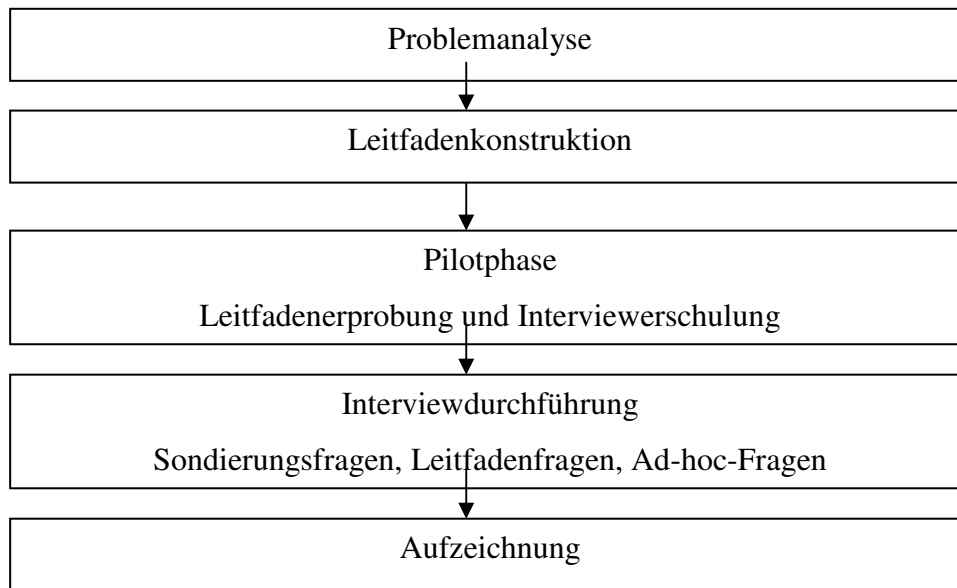 Problemanalyse
Leitfadenkonstruktion
Pilotphase
Leitfadenerprobung und Interviewerschulung
Interviewdurchführung
Sondierungsfragen, Leitfadenfragen, Ad-hoc-Fragen
Aufzeichnung